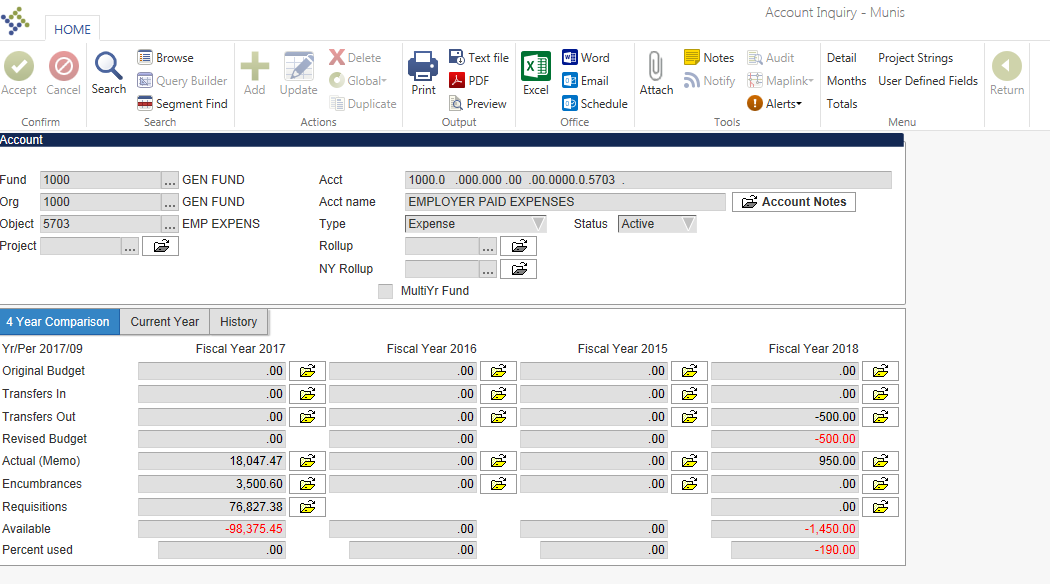 Account Inquiry - Munis
HOME
Accept
Cancel
Confirm
Search
Browse
Query Builder
Segment Find
Search
Add
Update
Delete
Global
Duplicate
Actions
Print
Text file
PDF
Preview
Output
Excel
Word
Email
Schedule
Office
Attach
Notes
Notify
Audit
Maplink
Alerts
Tools
Detail
Months
Totals
Project Strings
User Defined Fields
Menu
Return
Account
Fund 1000 ... GEN FUND Acct 1000.0 .000.000 .00 .00.0000.0.5703 .
Org 1000 ... GEN FUND Acct name EMPLOYER PAID EXPENSES Account Notes
Object 5703 ... EMP EXPENS Type Expense Status Active
Project ... Rollup ...
NY Rollup ...
MultiYr Fund
4 Year Comparison Current Year History
Yr/Per 2017/09 Fiscal Year 2017 Fiscal Year 2016 Fiscal Year 2015 Fiscal Year 2018
Original Budget .00 .00 .00 .00
Transfers In .00 .00 .00 .00
Transfers Out .00 .00 .00 -500.00
Revised Budget .00 .00 .00 -500.00
Actual (Memo) 18,047.47 .00 .00 950.00
Encumbrances 3,500.60 .00 .00 .00
Requisitions 76,827.38 .00
Available -98,375.45 .00 .00 -1,450.00
Percent used .00 .00 .00 -190.00